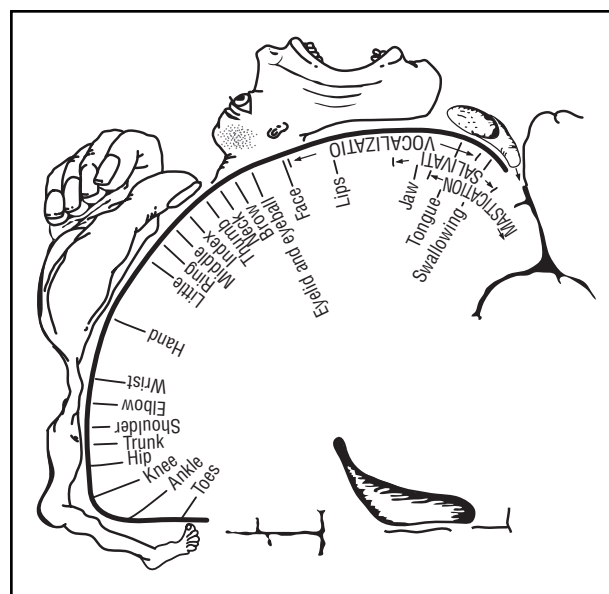 Toes
Ankle
Knee
Hip
Trunk
Shoulder
Elbow
Wrist
Hand
Little
Ring
Middle
Index
Thumb
Neck
Brow
Eyelid and eyeball
Face
Lips
VOCALIZATIO
Jaw
Tongue
Swallowing
SALIVATI
MASTICATION